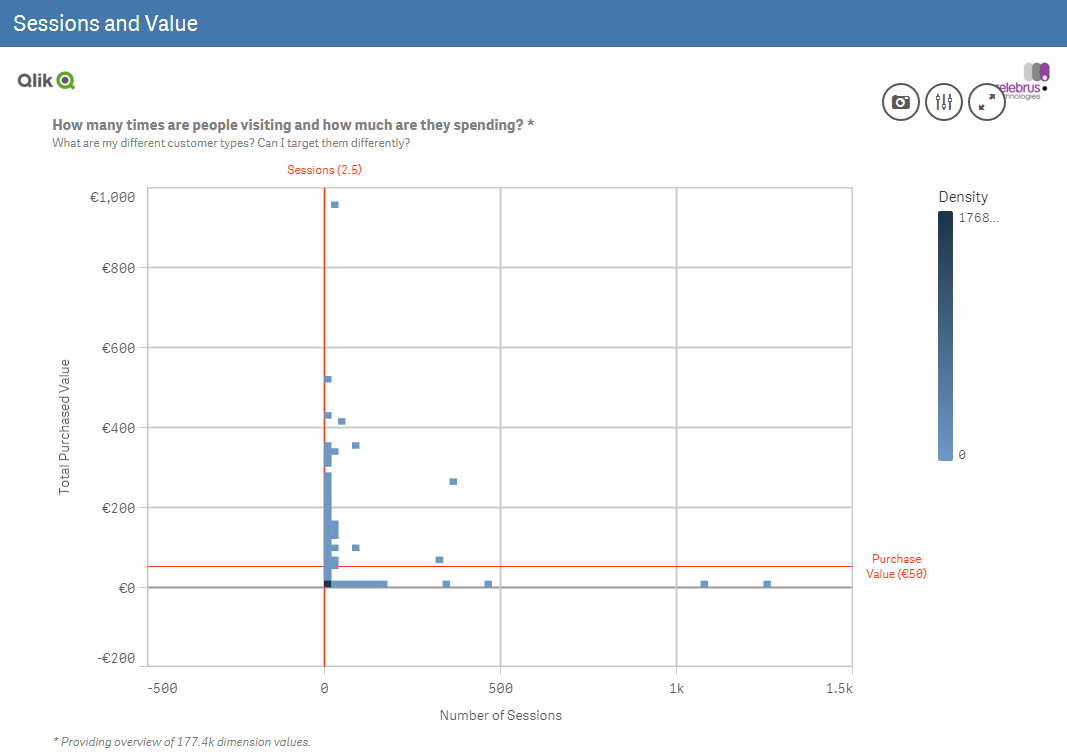 Sessions and Value
Qlik
elebrus
hnologies
How many times are people visiting and how much are they spending? *
What are my different customer types? Can I target them differently?
Sessions (2.5)
€1,000
€800
€600
€400
€200
€0
-€200
Total Purchased Value
Density
1768...
0
Purchase
Value (€50)
-500
0
500
1k
1.5k
Number of Sessions
* Providing overview of 177.4k dimension values.